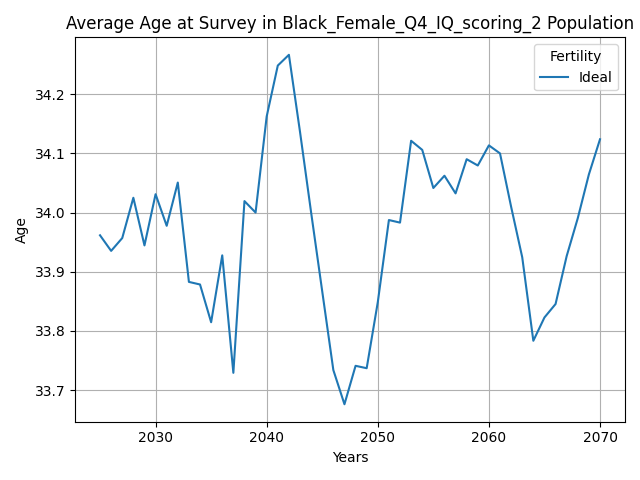 Average Age at Survey in Black_Female_Q4_IQ_scoring_2 Population
Fertility
Ideal
34.2
34.1
34.0
33.9
33.8
33.7
Age
2030 2040 2050 2060 2070
Years